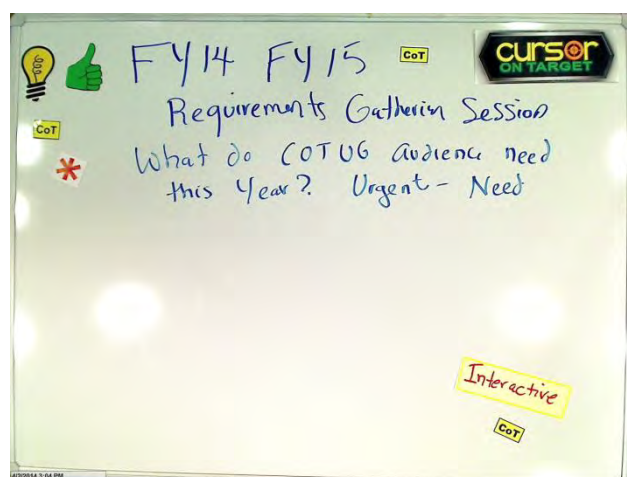 FY14 FY15
CoT
CURSOR
ON TARGET
Requirements Gatherin Session
CoT
What do COTUG audience need
this Year? Urgent - Need
Interactive
CoT